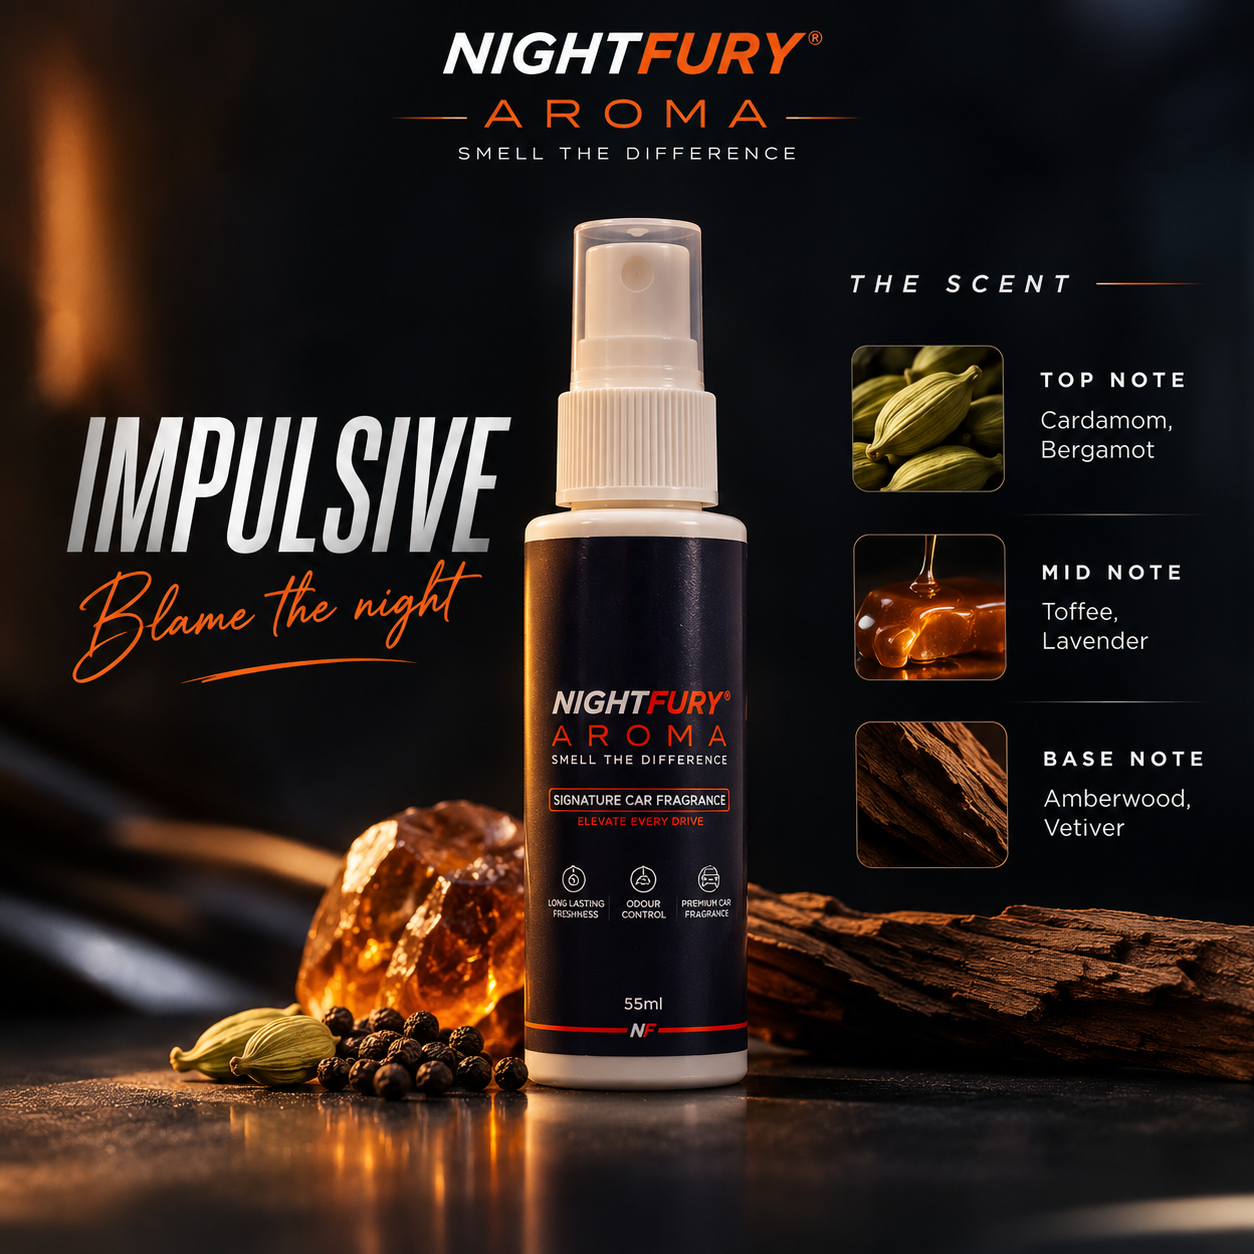 NIGHTFURY®
AROMA
SMELL THE DIFFERENCE
IMPULSIVE
Blame the night
THE SCENT
TOP NOTE
Cardamom,
Bergamot
MID NOTE
Toffee,
Lavender
BASE NOTE
Amberwood,
Vetiver
NIGHTFURY®
AROMA
SMELL THE DIFFERENCE
SIGNATURE CAR FRAGRANCE
ELEVATE EVERY DRIVE
LONG LASTING
FRESHNESS
ODOUR
CONTROL
PREMIUM CAR
FRAGRANCE
55ml
NF